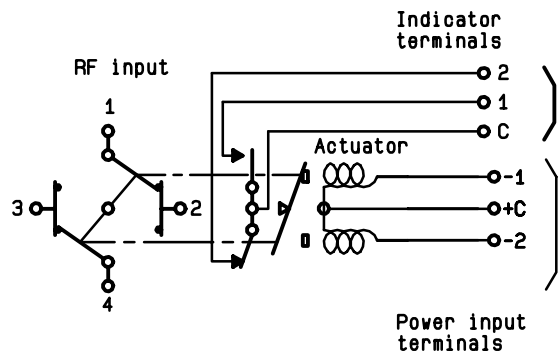 Indicator
terminals
RF input
2
1
1
C
Actuator
-1
3
2
+C
-2
4
Power input
terminals